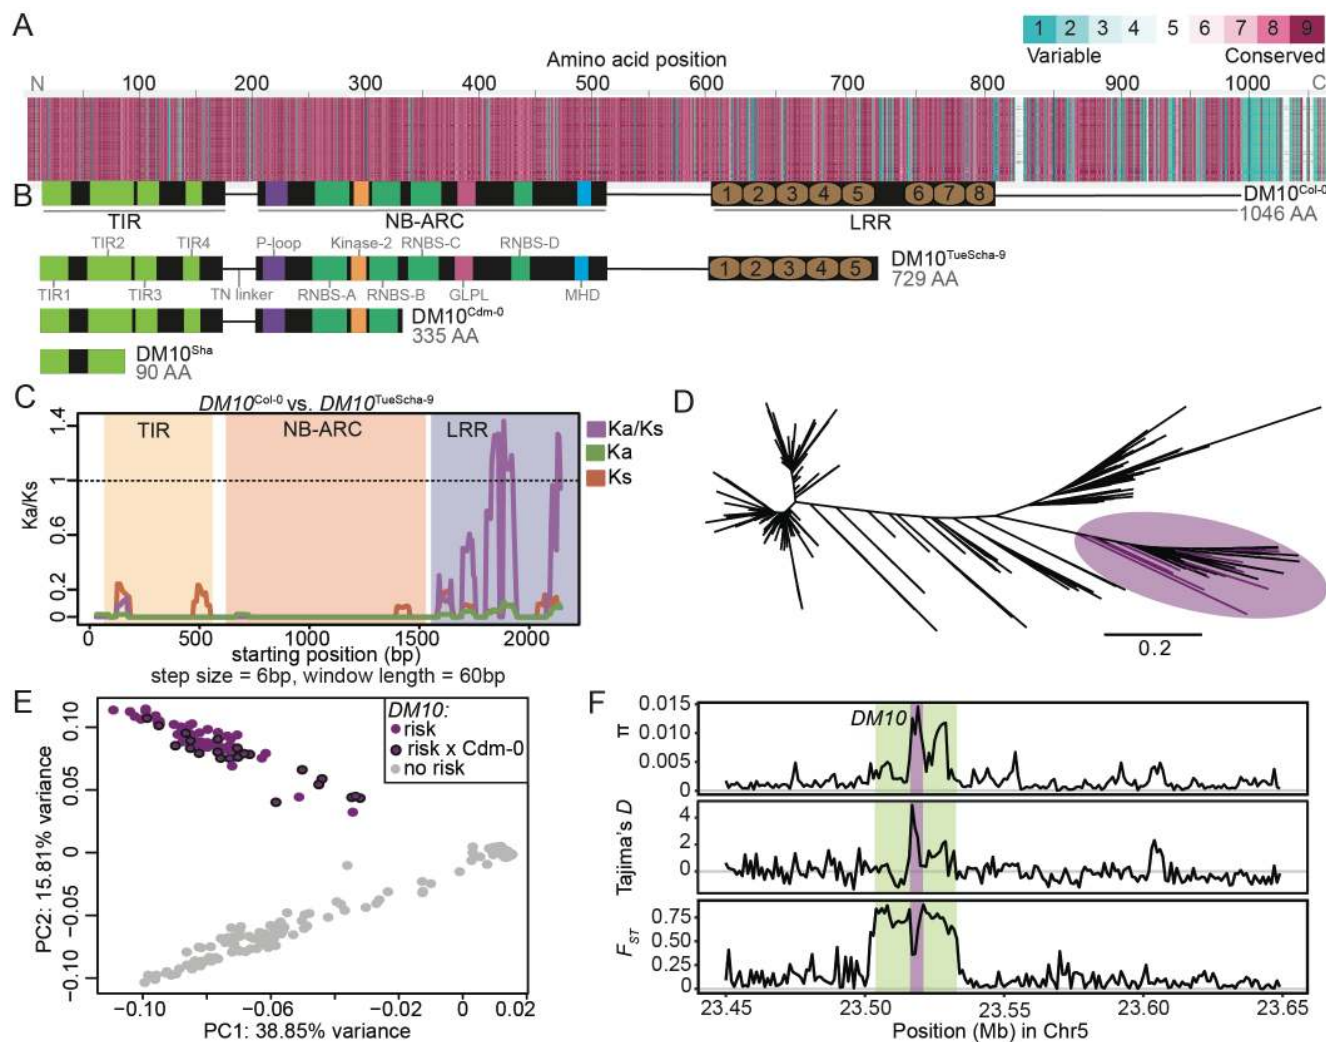 A
1 2 3 4 5 6 7 8 9
Variable Conserved
Amino acid position
N 100 200 300 400 500 600 700 800 900 1000 C
B
1 2 3 4 5 6 7 8
DM10Col-0
1046 AA
TIR NB-ARC LRR
TIR2 TIR4 P-loop Kinase-2 RNBS-C RNBS-D
1 2 3 4 5
DM10TueScha-9
729 AA
TIR1 TIR3 TN linker RNBS-A RNBS-B GLPL MHD
DM10Cdm-0
335 AA
DM10Sha
90 AA
C
DM10Col-0 vs. DM10TueScha-9
TIR NB-ARC LRR
Ka/Ks
Ka
Ks
Ka/Ks
1.4
1
0.6
0.2
0
0 500 1000 1500 2000
starting position (bp)
step size = 6bp, window length = 60bp
D
0.2
E
DM10:
risk
risk x Cdm-0
no risk
PC2: 15.81% variance
0.10
0.05
0
−0.05
−0.10
−0.10 −0.06 −0.02 0 0.02
PC1: 38.85% variance
F
DM10
π
0.015
0.010
0.005
0
Tajima's D
4
2
0
FST
0.75
0.50
0.25
0
23.45 23.50 23.55 23.60 23.65
Position (Mb) in Chr5